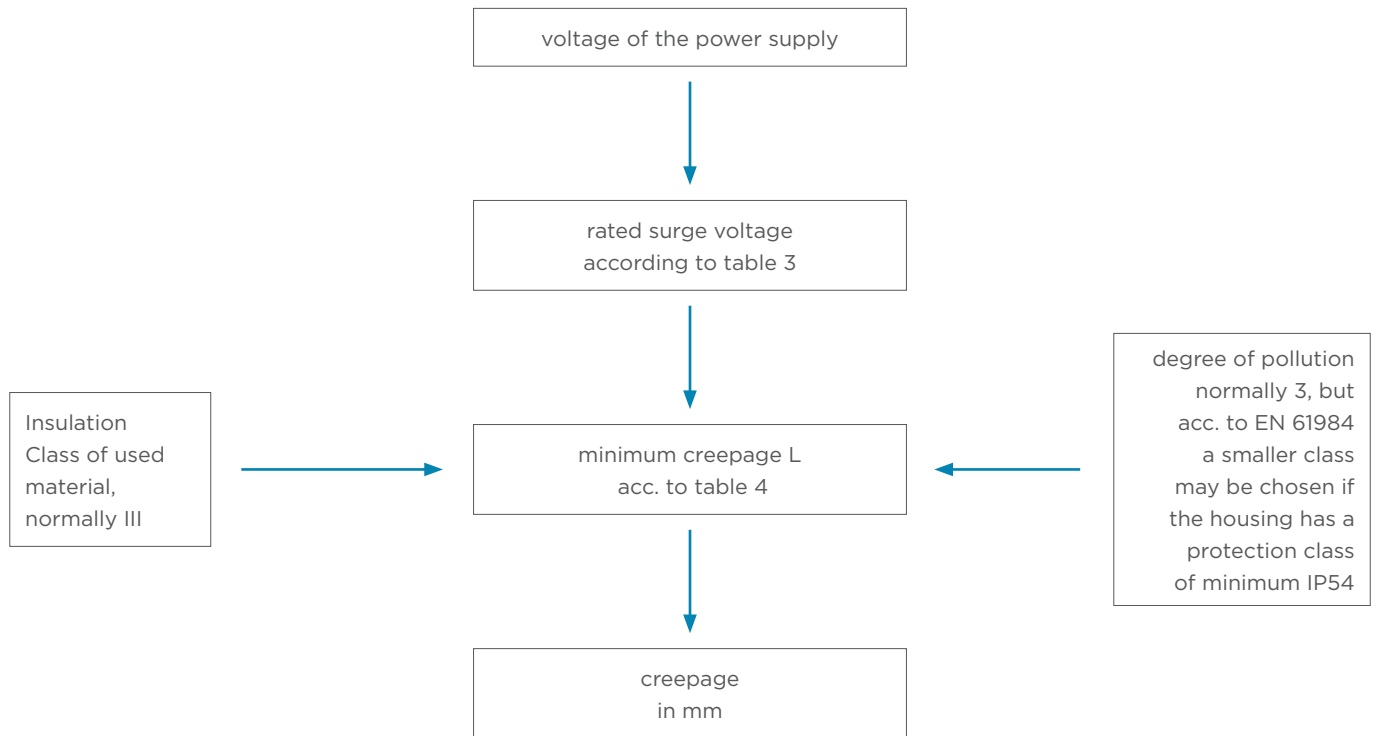 voltage of the power supply
rated surge voltage
according to table 3
Insulation
Class of used
material,
normally III
minimum creepage L
acc. to table 4
degree of pollution
normally 3, but
acc. to EN 61984
a smaller class
may be chosen if
the housing has a
protection class
of minimum IP54
creepage
in mm